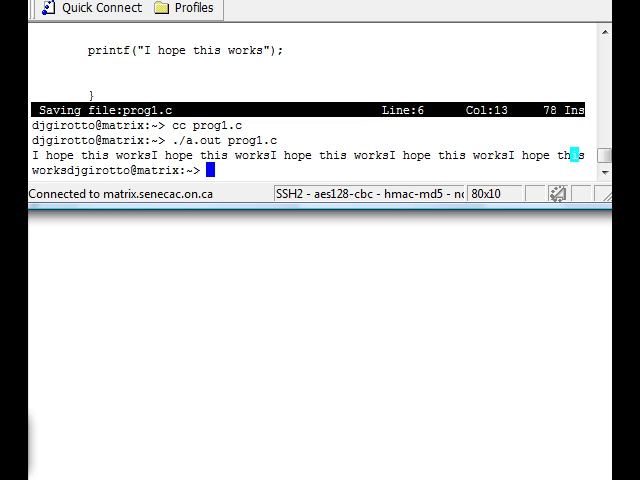 Quick Connect Profiles
printf("I hope this works");
}
Saving file:prog1.c Line:6 Col:13 78 Ins
djgirotto@matrix:~> cc prog1.c
djgirotto@matrix:~> ./a.out prog1.c
I hope this worksI hope this worksI hope this worksI hope this worksI hope this
worksdjgirotto@matrix:~>
Connected to matrix.senecac.on.ca SSH2 - aes128-cbc - hmac-md5 - 80x10